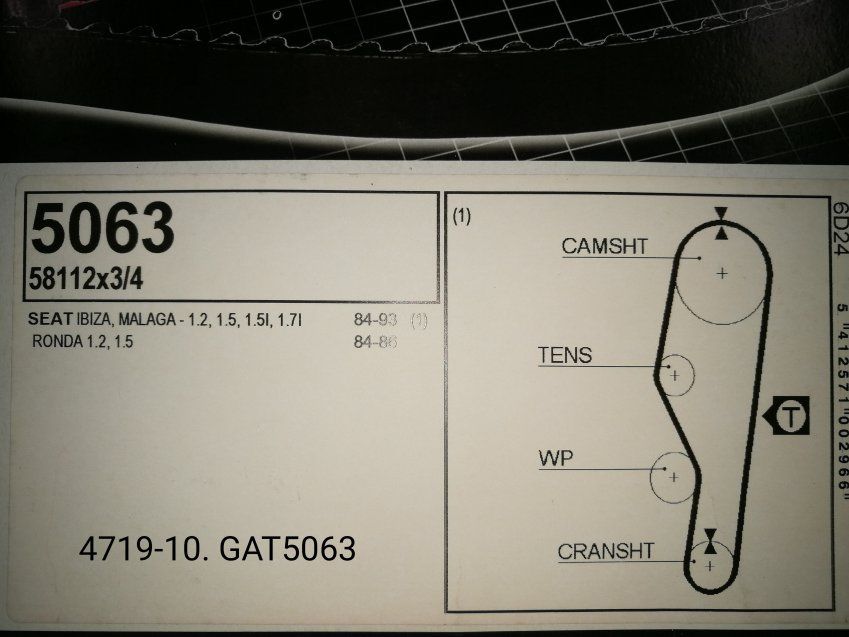 5063
58112x3/4
SEAT IBIZA, MALAGA - 1.2, 1.5, 1.5I, 1.7I 84-93 (1)
RONDA 1.2, 1.5 84-86
4719-10. GAT5063
(1)
CAMSHT
TENS
T
WP
CRANSHT
6D24
5 "412571"002966"